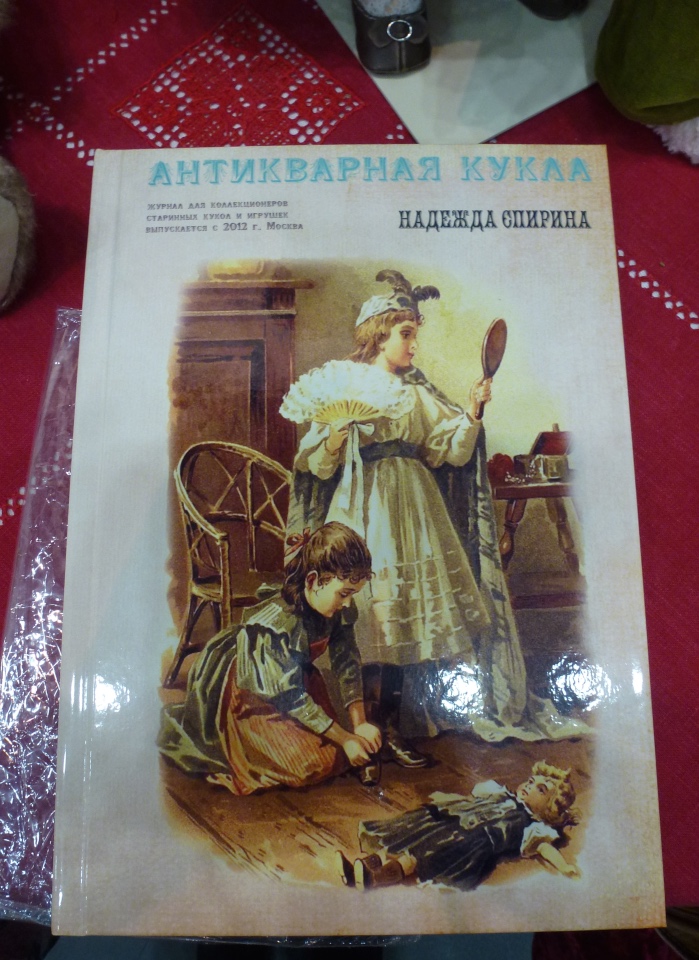 АНТИКВАРНАЯ КУКЛА
ЖУРНАЛ ДЛЯ КОЛЛЕКЦИОНЕРОВ
СТАРИННЫХ КУКОЛ И ИГРУШЕК
ВЫПУСКАЕТСЯ С 2012 Г. МОСКВА
НАДЕЖДА СПИРИНА